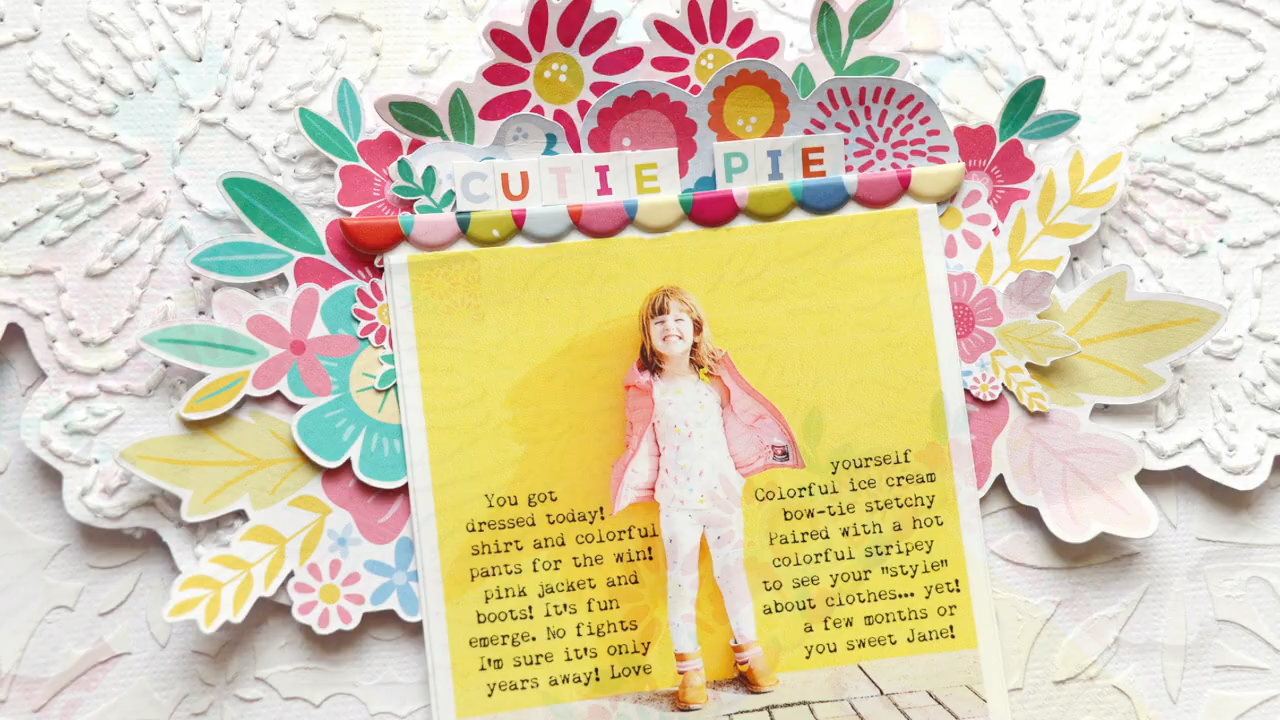 CUTIE PIE
You got yourself
dressed today! Colorful ice cream
shirt and colorful bow-tie stetchy
pants for the win! Paired with a hot
pink jacket and colorful stripey
boots! It's fun to see your "style"
emerge. No fights about clothes... yet!
I'm sure it's only a few months or
years away! Love you sweet Jane!